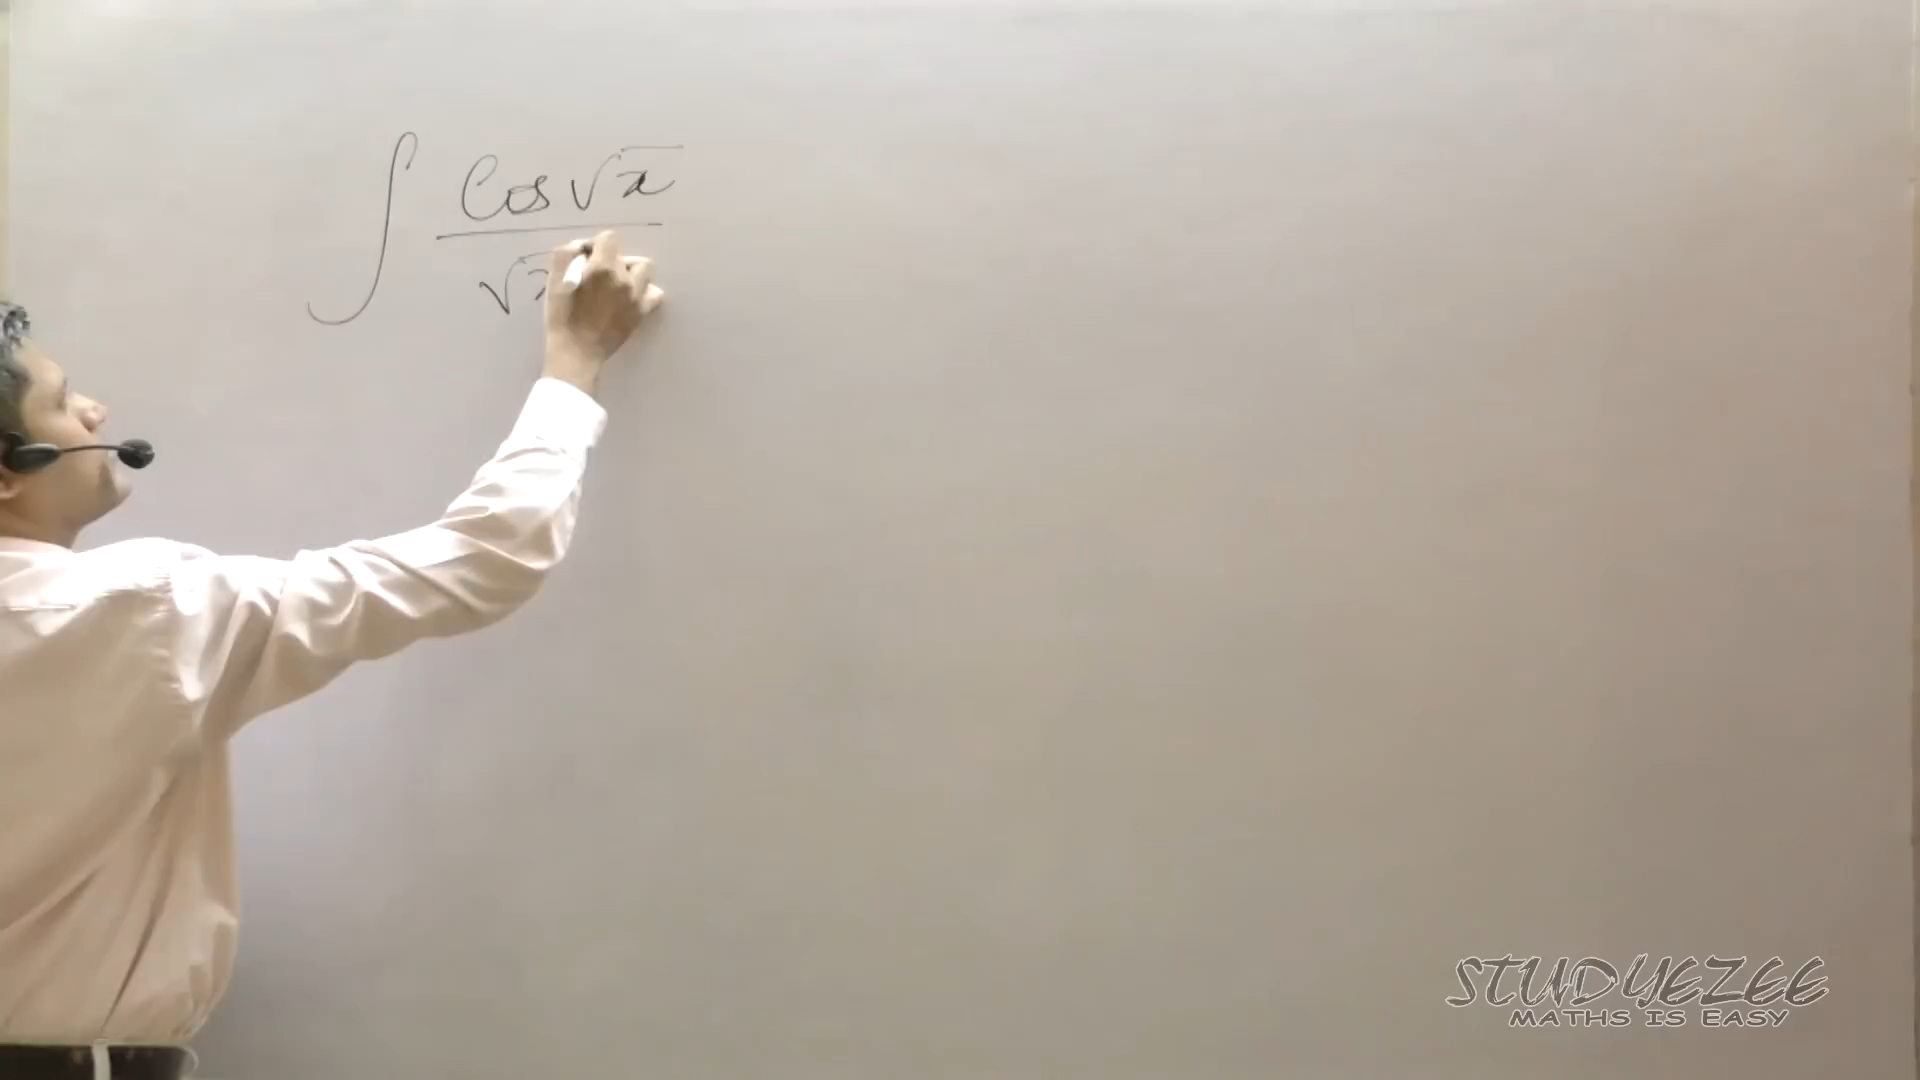 ∫ Cos√x / √x
STUDYEZEE
MATHS IS EASY